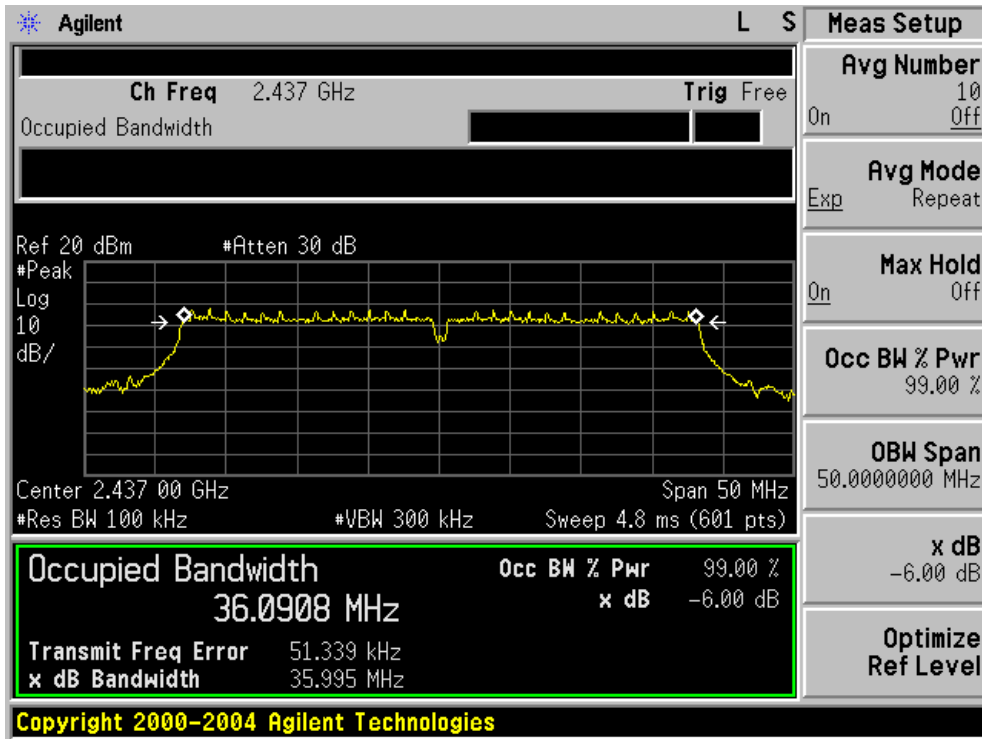 Agilent L S
Meas Setup
Ch Freq 2.437 GHz Trig Free
Occupied Bandwidth
Ref 20 dBm #Atten 30 dB
#Peak
Log
10
dB/
Center 2.437 00 GHz Span 50 MHz
#Res BW 100 kHz #VBW 300 kHz Sweep 4.8 ms (601 pts)
Occupied Bandwidth Occ BW % Pwr 99.00 %
36.0908 MHz x dB -6.00 dB
Transmit Freq Error 51.339 kHz
x dB Bandwidth 35.995 MHz
Avg Number
10
On Off
Avg Mode
Exp Repeat
Max Hold
On Off
Occ BW % Pwr
99.00 %
OBW Span
50.0000000 MHz
x dB
-6.00 dB
Optimize
Ref Level
Copyright 2000-2004 Agilent Technologies